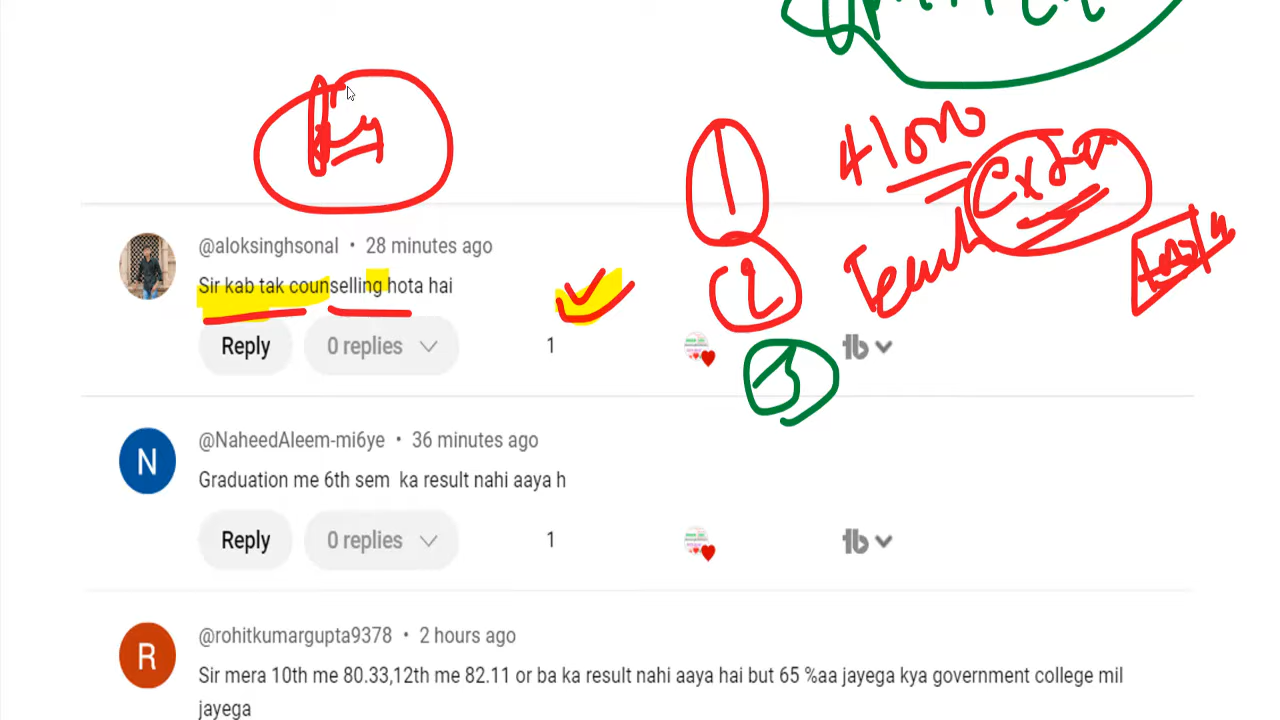 1
@aloksinghsonal • 28 minutes ago
Sir kab tak counselling hota hai
2
Reply 0 replies 1
3
@NaheedAleem-mi6ye • 36 minutes ago
Graduation me 6th sem ka result nahi aaya h
Reply 0 replies 1
R
@rohitkumargupta9378 • 2 hours ago
Sir mera 10th me 80.33,12th me 82.11 or ba ka result nahi aaya hai but 65 %aa jayega kya government college mil
jayega
N